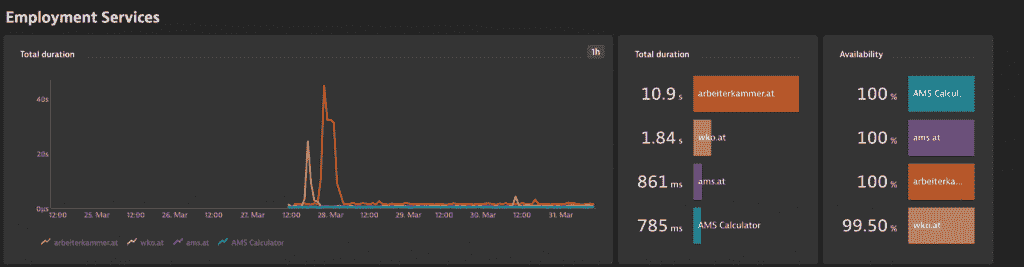 Employment Services
Total duration
1h
40s
20s
0µs
12:00 25. Mar 12:00 26. Mar 12:00 27. Mar 12:00 28. Mar 12:00 29. Mar 12:00 30. Mar 12:00 31. Mar
arbeiterkammer.at wko.at ams.at AMS Calculator
Total duration
10.9 s arbeiterkammer.at
1.84 s wko.at
861 ms ams.at
785 ms AMS Calculator
Availability
100 % AMS Calcul..
100 % ams.at
100 % arbeiterka...
99.50 % wko.at